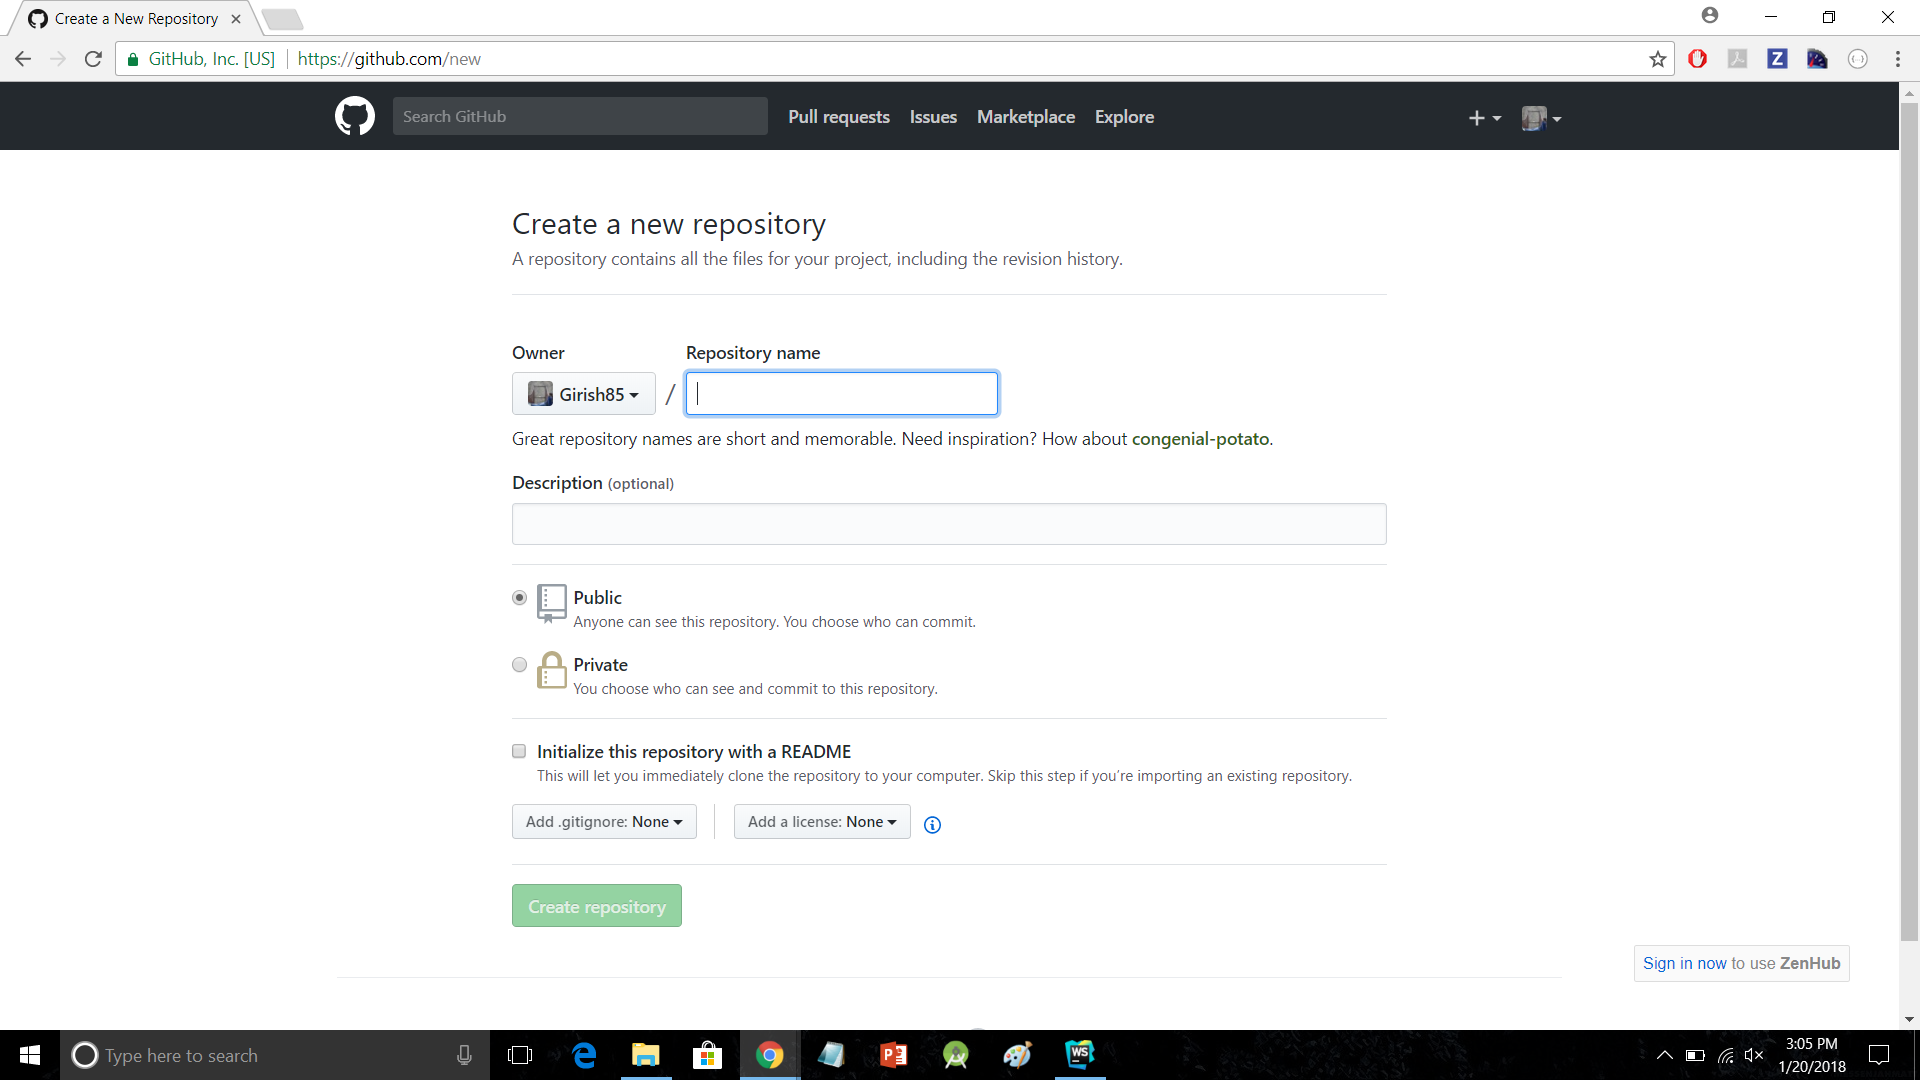 Create a New Repository
GitHub, Inc. [US] https://github.com/new
Search GitHub Pull requests Issues Marketplace Explore
Create a new repository
A repository contains all the files for your project, including the revision history.
Owner Repository name
Girish85 /
Great repository names are short and memorable. Need inspiration? How about congenial-potato.
Description (optional)
Public
Anyone can see this repository. You choose who can commit.
Private
You choose who can see and commit to this repository.
Initialize this repository with a README
This will let you immediately clone the repository to your computer. Skip this step if you’re importing an existing repository.
Add .gitignore: None Add a license: None
Create repository
Sign in now to use ZenHub
Type here to search
3:05 PM
1/20/2018